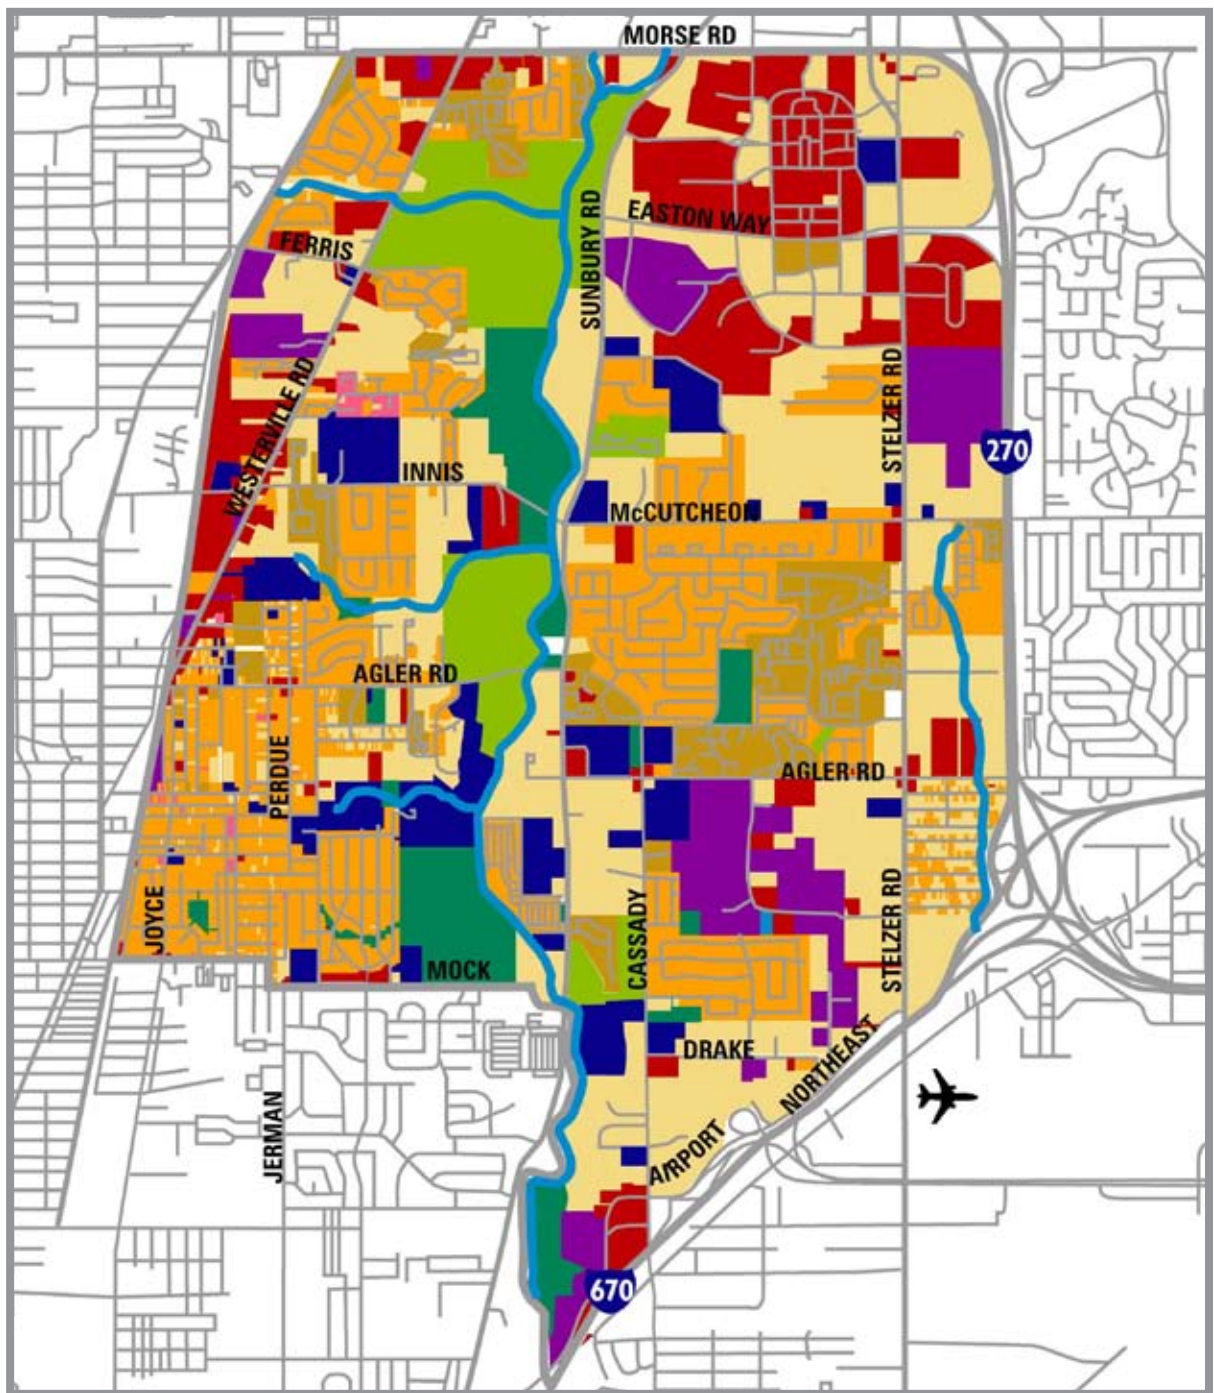 MORSE RD
SUNBURY RD
EASTON WAY
FERRIS
WESTERVILLE RD
STELZER RD
270
INNIS
McCUTCHEON
AGLER RD
PERDUE
AGLER RD
JOYCE
CASSADY
STELZER RD
MOCK
DRAKE
NORTHEAST
JERMAN
AIRPORT
670